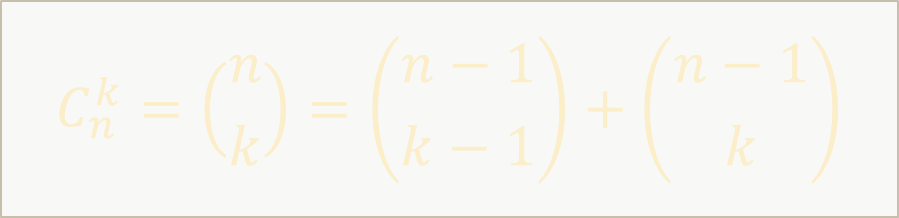 $C_n^k = \binom{n}{k} = \binom{n-1}{k-1} + \binom{n-1}{k}$